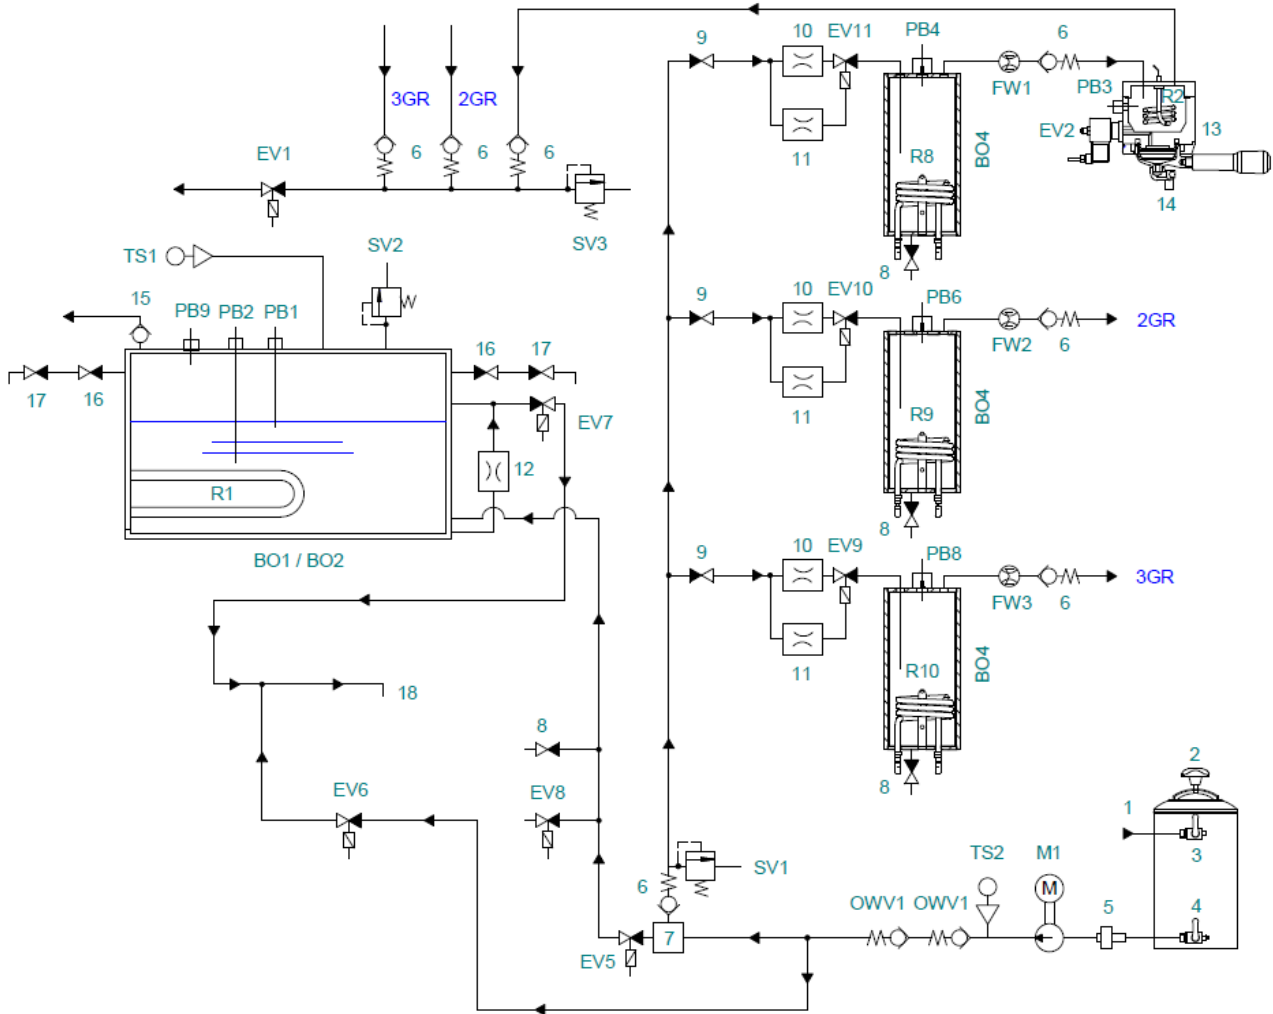 9
10
EV11
PB4
6
3GR
2GR
FW1
PB3
R2
EV2
13
EV1
6
6
6
11
R8
BO4
14
SV2
SV3
TS1
8
15
PB9
PB2
PB1
9
10
EV10
PB6
2GR
FW2
6
16
17
17
16
EV7
11
R9
BO4
12
R1
8
BO1 / BO2
9
10
EV9
PB8
3GR
FW3
6
11
R10
BO4
18
8
2
8
EV6
EV8
1
3
TS2
M1
SV1
6
M
OWV1
OWV1
5
4
7
EV5